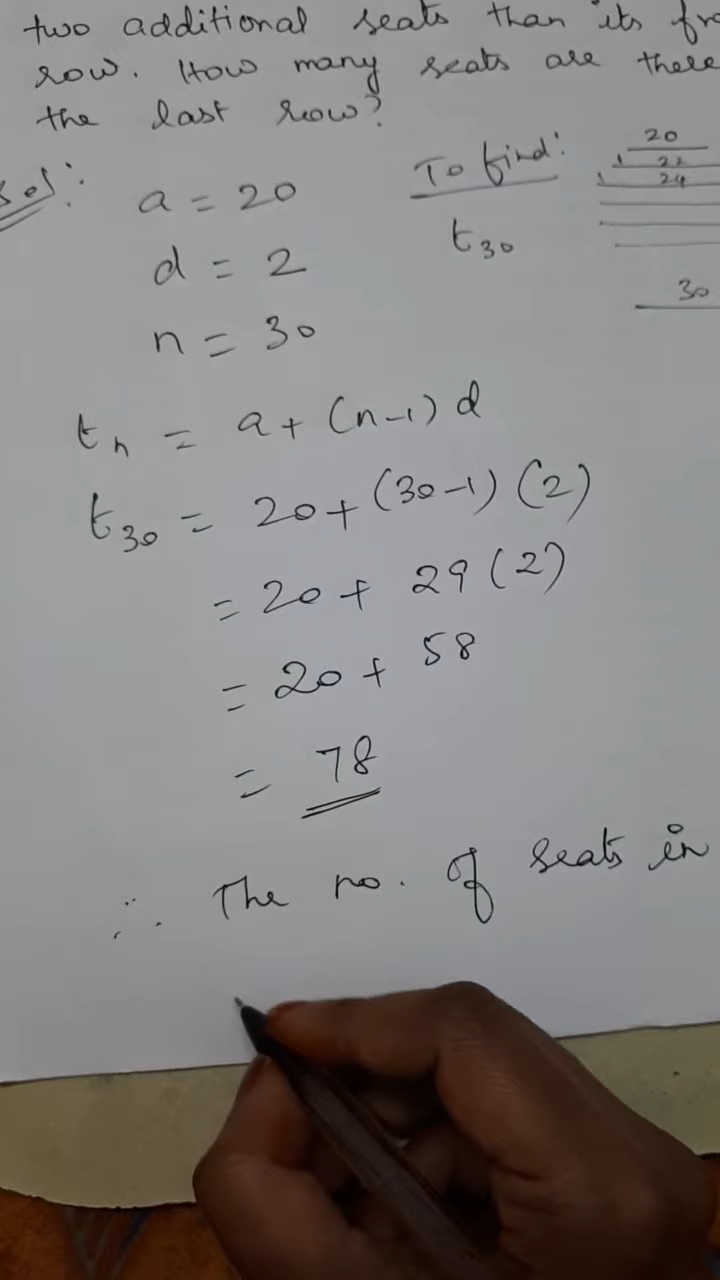 two additional seats than its
row. How many seats are there
the last row?
Sol:
a = 20
d = 2
n = 30
To find:
t30
20
22
24
30
tn = a + (n-1) d
t30 = 20 + (30-1) (2)
= 20 + 29 (2)
= 20 + 58
= 78
∴ The no. of seats in